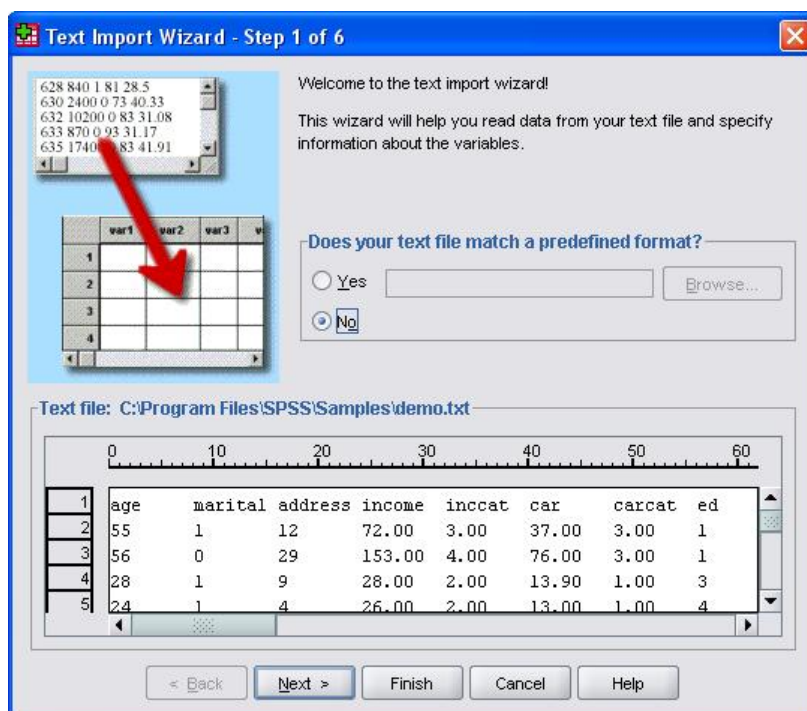 Text Import Wizard - Step 1 of 6
628 840 1 81 28.5
630 2400 0 73 40.33
632 10200 0 83 31.08
633 870 0 93 31.17
635 1740 83 41.91
var1 var2 var3
1
2
3
4
Welcome to the text import wizard!
This wizard will help you read data from your text file and specify
information about the variables.
Does your text file match a predefined format?
Yes Browse...
No
Text file: C:\Program Files\SPSS\Samples\demo.txt
0 10 20 30 40 50 60
1 age marital address income inccat car carcat ed
2 55 1 12 72.00 3.00 37.00 3.00 1
3 56 0 29 153.00 4.00 76.00 3.00 1
4 28 1 9 28.00 2.00 13.90 1.00 3
5 24 1 4 26.00 2.00 13.00 1.00 4
< Back Next > Finish Cancel Help